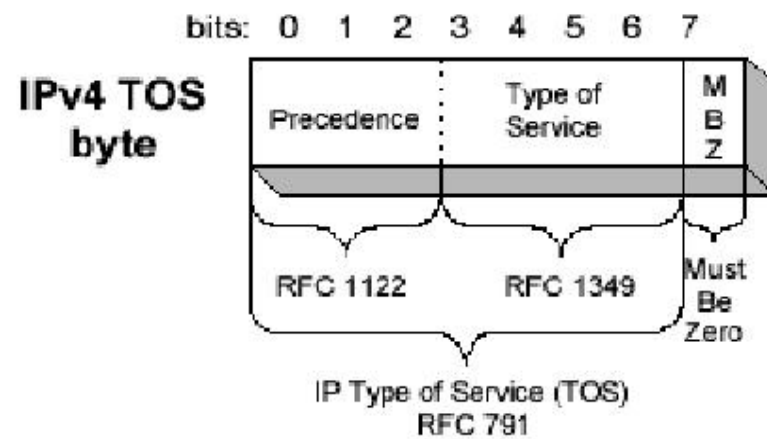 bits: 0 1 2 3 4 5 6 7
IPv4 TOS
byte
Precedence
Type of
Service
M
B
Z
RFC 1122
RFC 1349
Must
Be
Zero
IP Type of Service (TOS)
RFC 791